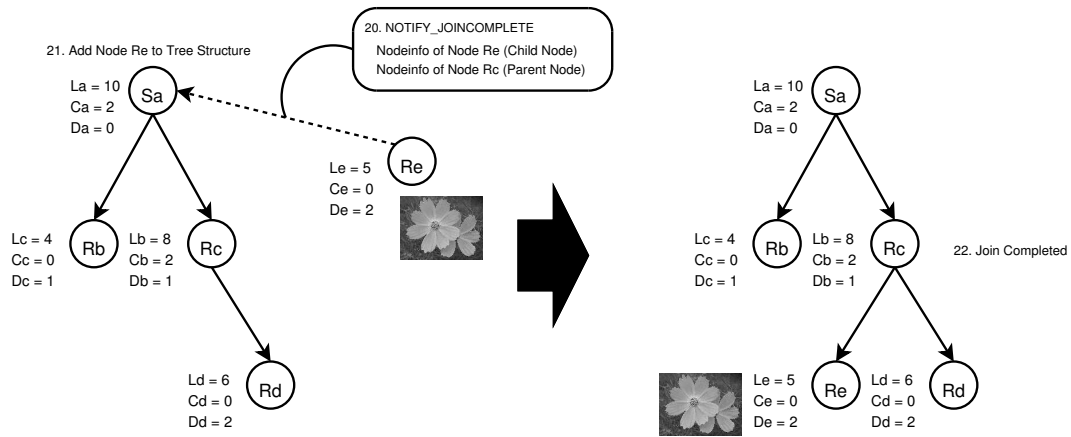 20. NOTIFY_JOINCOMPLETE
Nodeinfo of Node Re (Child Node)
Nodeinfo of Node Rc (Parent Node)
21. Add Node Re to Tree Structure
La = 10
Ca = 2
Da = 0
Sa
Le = 5
Ce = 0
De = 2
Re
Lc = 4
Cc = 0
Dc = 1
Rb
Lb = 8
Cb = 2
Db = 1
Rc
Ld = 6
Cd = 0
Dd = 2
Rd
La = 10
Ca = 2
Da = 0
Sa
Lc = 4
Cc = 0
Dc = 1
Rb
Lb = 8
Cb = 2
Db = 1
Rc
22. Join Completed
Le = 5
Ce = 0
De = 2
Re
Ld = 6
Cd = 0
Dd = 2
Rd